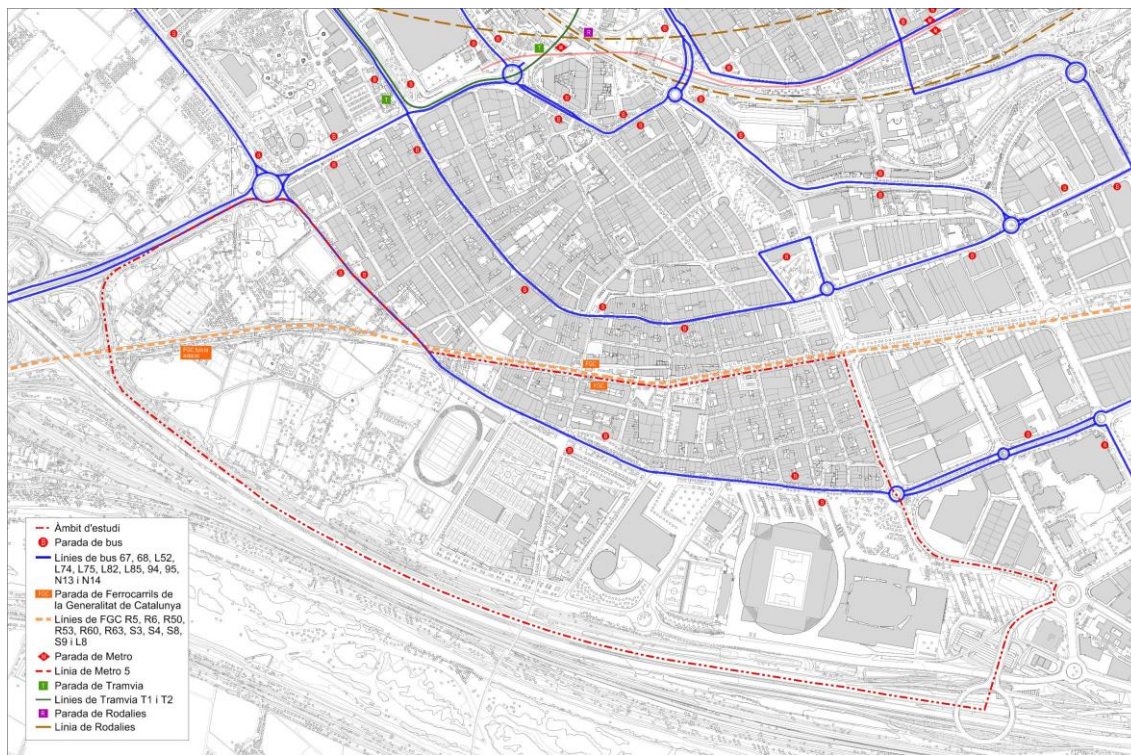 FGC
FGC
Àmbit d'estudi
B Parada de bus
Línies de bus 67, 68, L52,
L74, L75, L82, L85, 94, 95,
N13 i N14
FGC Parada de Ferrocarrils de
la Generalitat de Catalunya
Línies de FGC R5, R6, R50,
R53, R60, R63, S3, S4, S8,
S9 i L8
M Parada de Metro
Línia de Metro 5
T Parada de Tramvia
Línies de Tramvia T1 i T2
R Parada de Rodalies
Línia de Rodalies